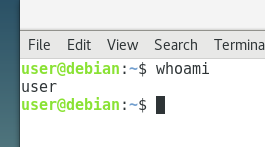 File Edit View Search Termina
user@debian:~$ whoami
user
user@debian:~$